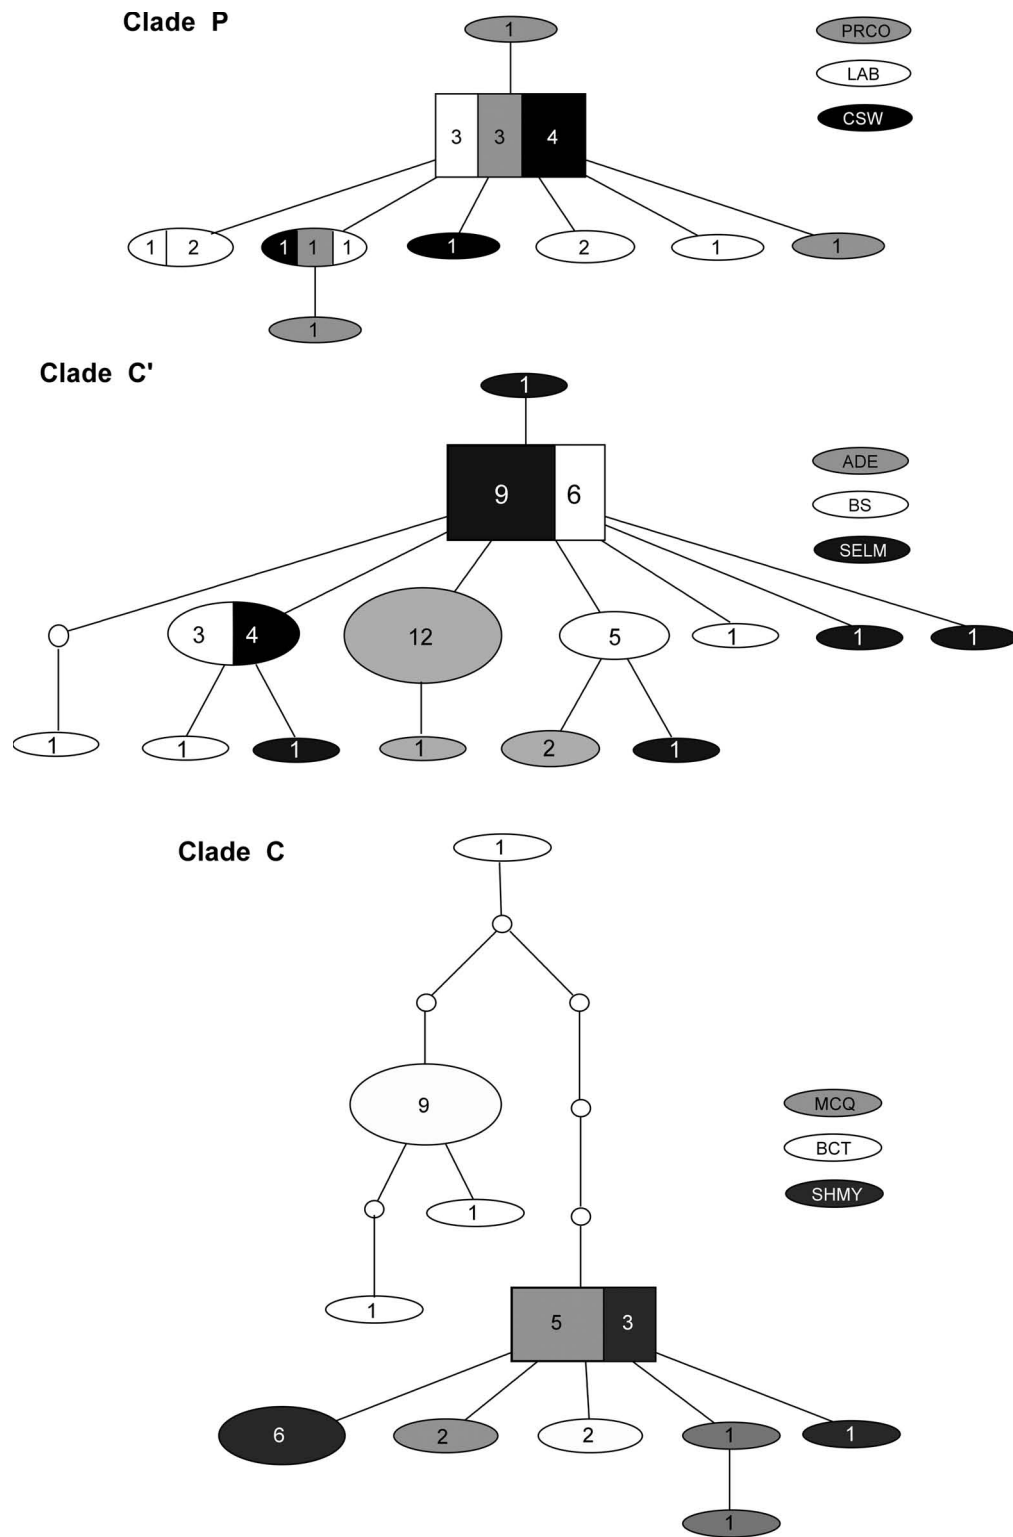 Clade P
1
PRCO
LAB
CSW
3 3 4
1 2 1 1 1 1 2 1 1
1
Clade C'
1
ADE
BS
SELM
9 6
3 4 12 5 1 1 1
1 1 1 1 2 1
Clade C
1
9
MCQ
BCT
SHMY
1
1
5 3
6 2 2 1 1
1